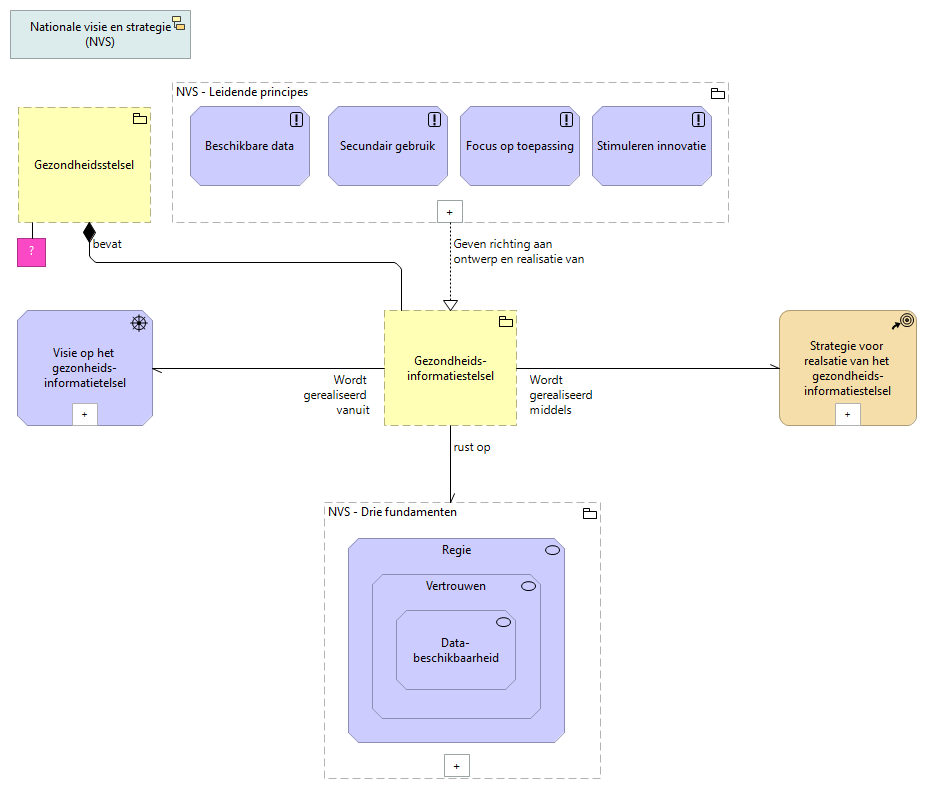 Nationale visie en strategie
(NVS)
NVS - Leidende principes
Beschikbare data
Secundair gebruik
Focus op toepassing
Stimuleren innovatie
+
Gezondheidsstelsel
?
bevat
Geven richting aan
ontwerp en realisatie van
Visie op het
gezonheids-
informatietelsel
+
Gezondheids-
informatiestelsel
Wordt
gerealiseerd
vanuit
Wordt
gerealiseerd
middels
Strategie voor
realsatie van het
gezondheids-
informatiestelsel
+
rust op
NVS - Drie fundamenten
Regie
Vertrouwen
Data-
beschikbaarheid
+